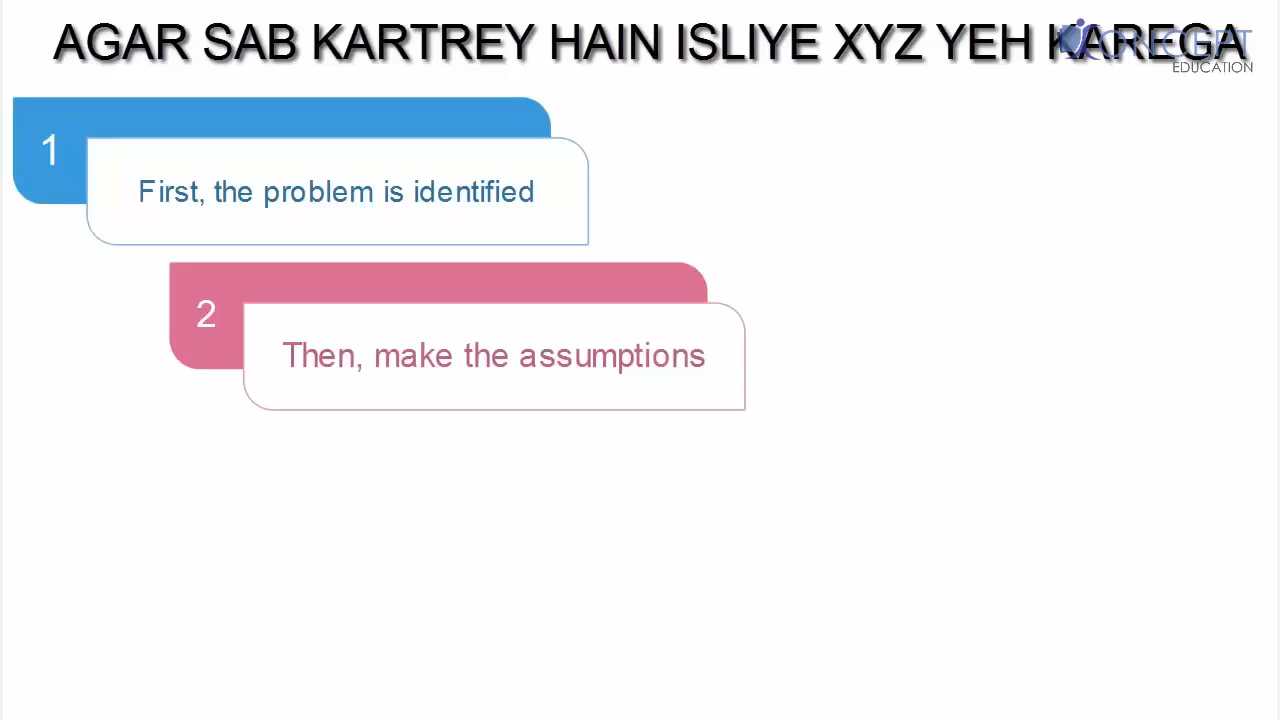 AGAR SAB KARTREY HAIN ISLIYE XYZ YEH KAREGA
CONCEPT
EDUCATION
1
First, the problem is identified
2
Then, make the assumptions